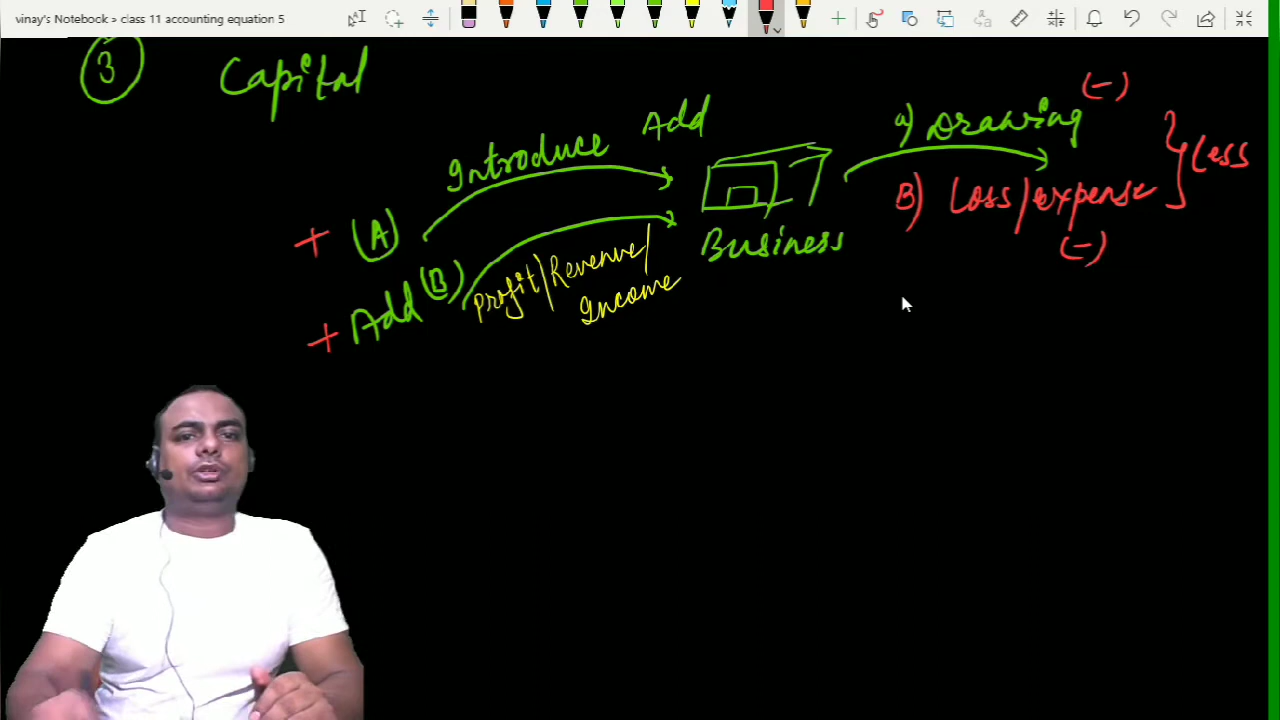 vinay's Notebook > class 11 accounting equation 5
3 Capital
Introduce Add
+ (A)
+ Add (B) Profit/Revenue/
Income
Business
a) Drawing (-)
B) Loss/expense
(-)
Less